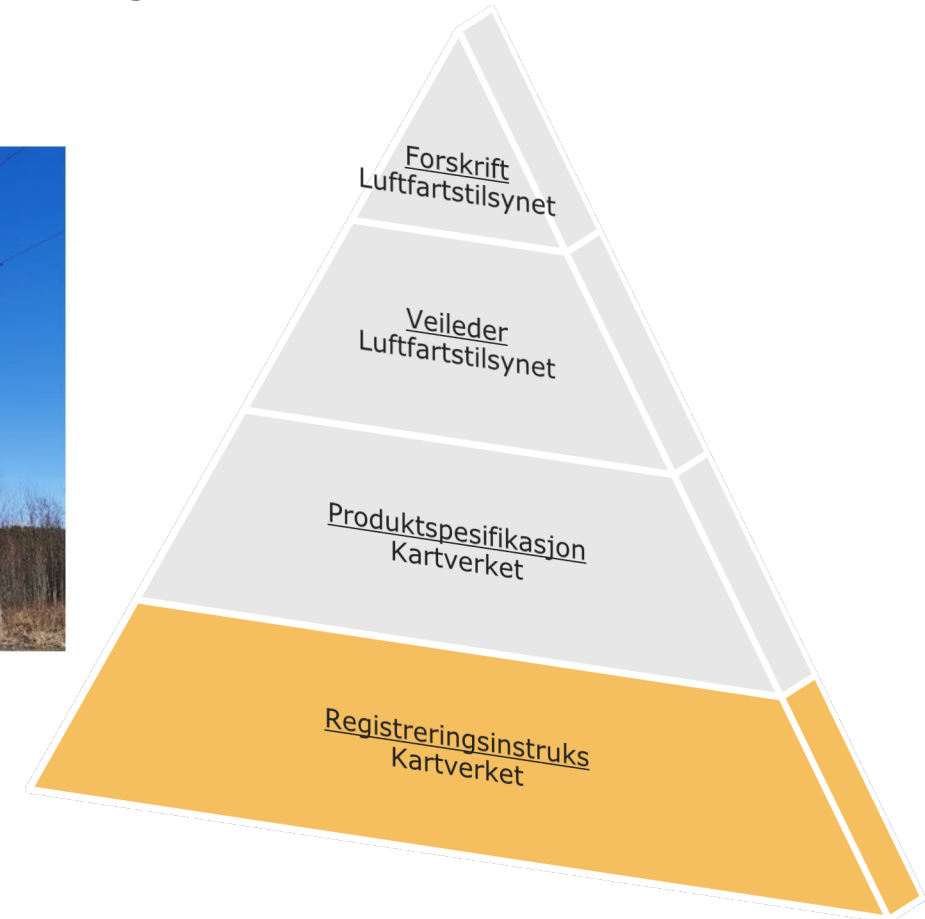 Forskrift
Luftfartstilsynet
Veileder
Luftfartstilsynet
Produktspesifikasjon
Kartverket
Registreringsinstruks
Kartverket